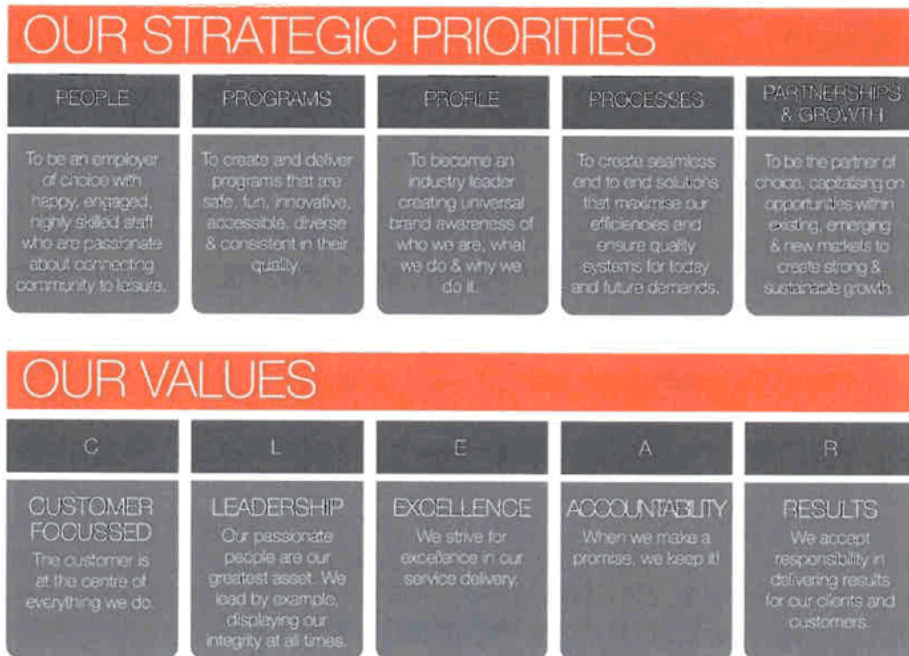 OUR STRATEGIC PRIORITIES
PEOPLE
To be an employer
of choice with
happy, engaged,
highly skilled staff
who are passionate
about connecting
community to leisure.
PROGRAMS
To create and deliver
programs that are
safe, fun, innovative,
accessible, diverse
& consistent in their
quality.
PROFILE
To become an
industry leader
creating universal
brand awareness of
who we are, what
we do & why we
do it.
PROCESSES
To create seamless
end to end solutions
that maximise our
efficiencies and
ensure quality
systems for today
and future demands.
PARTNERSHIPS
& GROWTH
To be the partner of
choice, capitalising on
opportunities within
existing, emerging
& new markets to
create strong &
sustainable growth.
OUR VALUES
C
CUSTOMER
FOCUSSED
The customer is
at the centre of
everything we do.
L
LEADERSHIP
Our passionate
people are our
greatest asset. We
lead by example,
displaying our
integrity at all times.
E
EXCELLENCE
We strive for
excellence in our
service delivery.
A
ACCOUNTABILITY
When we make a
promise, we keep it!
R
RESULTS
We accept
responsibility in
delivering results
for our clients and
customers.